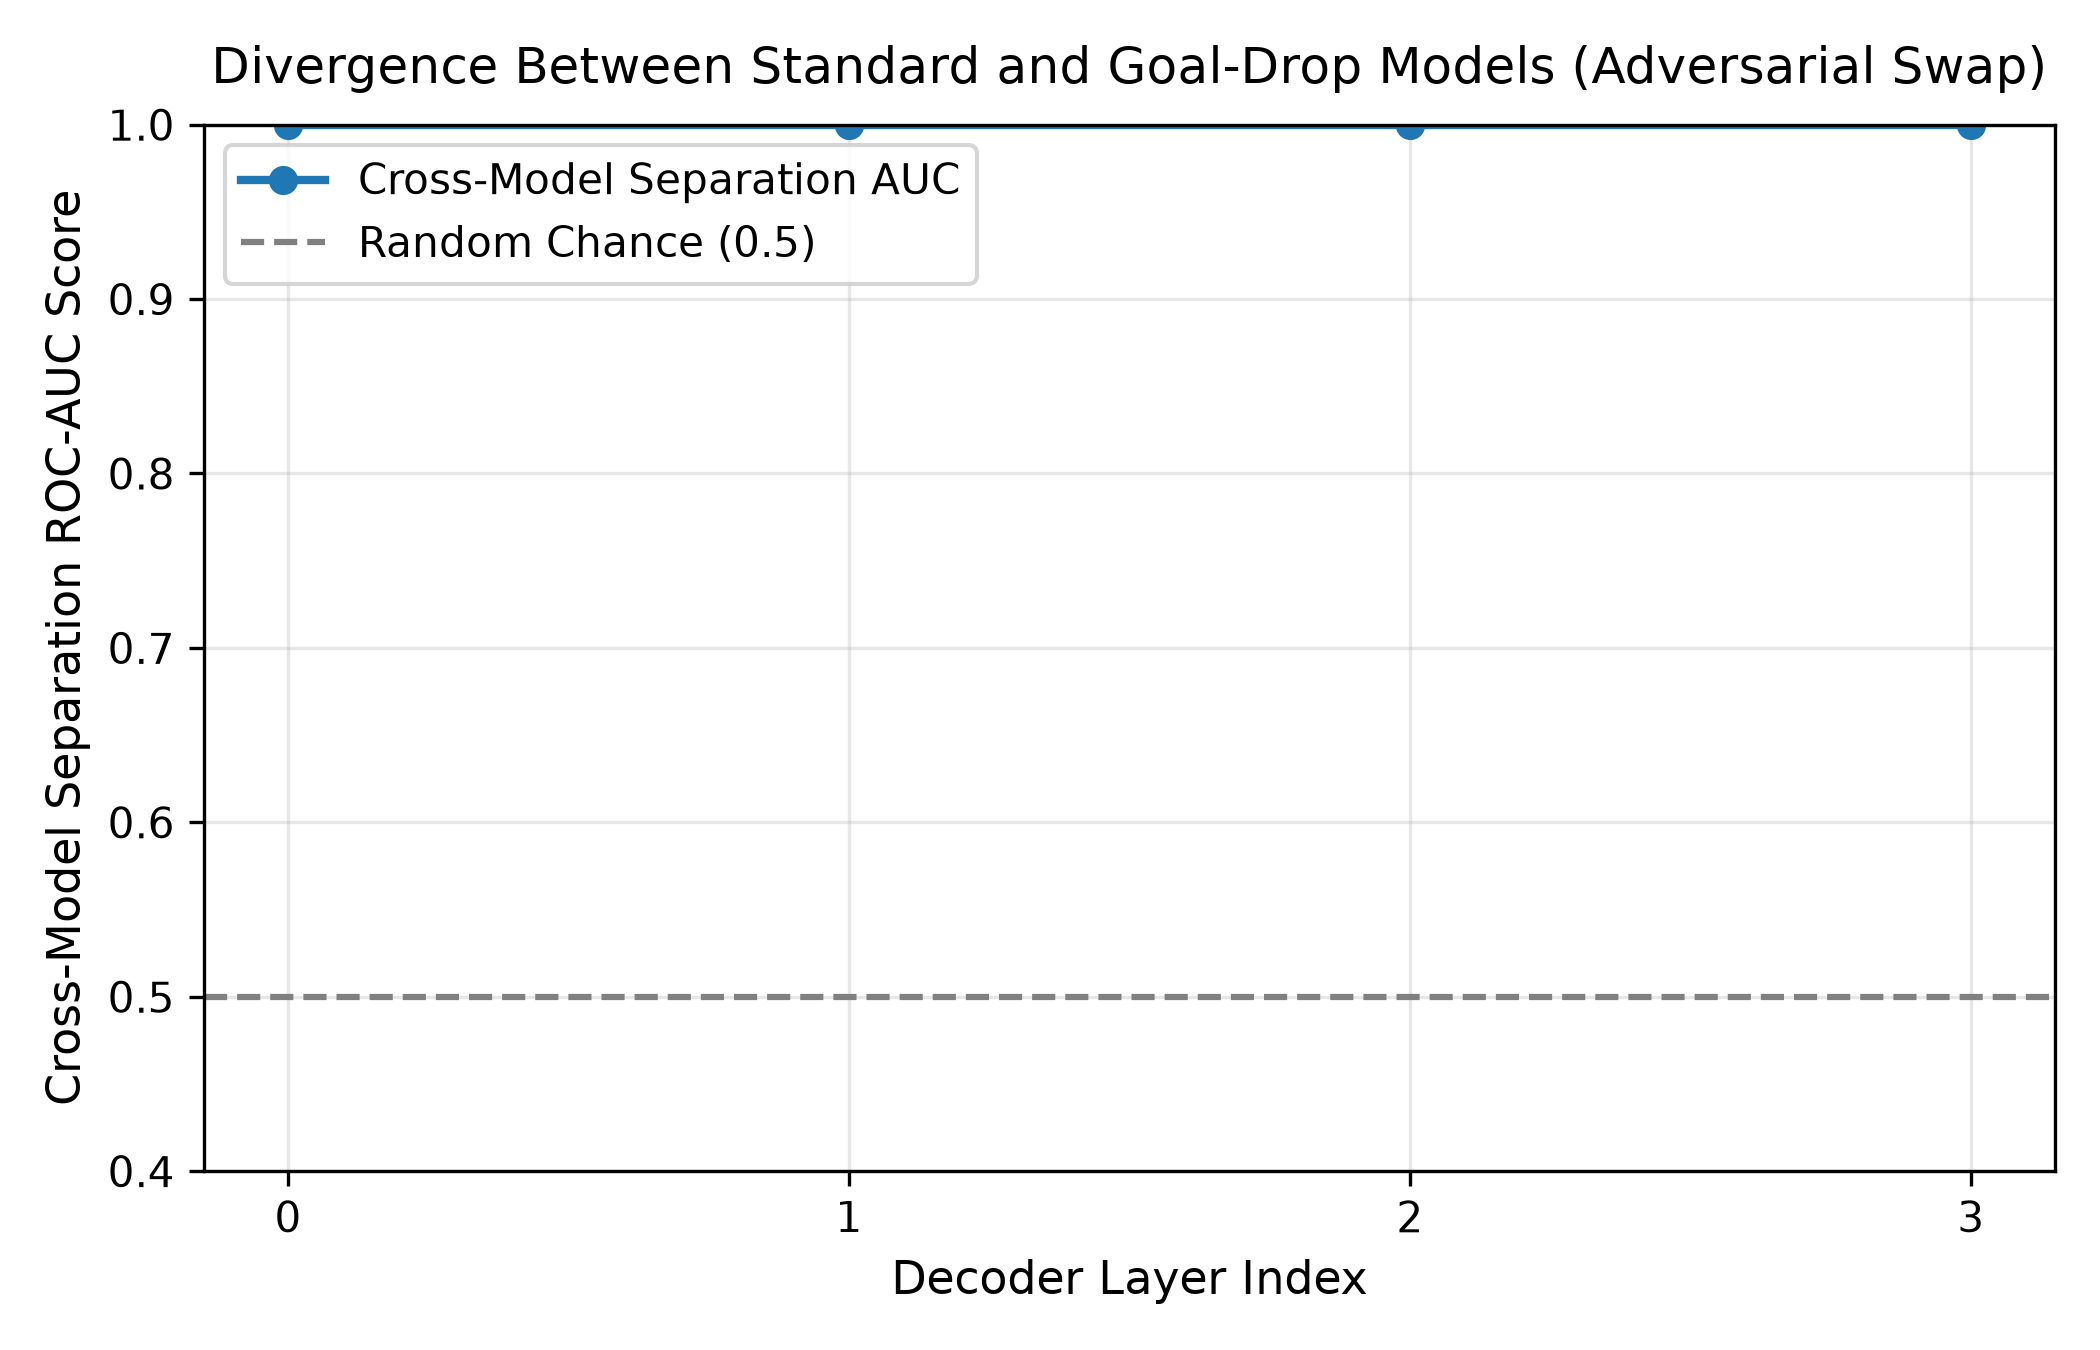 Divergence Between Standard and Goal-Drop Models (Adversarial Swap)
Cross-Model Separation ROC-AUC Score
1.0
0.9
0.8
0.7
0.6
0.5
0.4
Cross-Model Separation AUC
Random Chance (0.5)
0 1 2 3
Decoder Layer Index